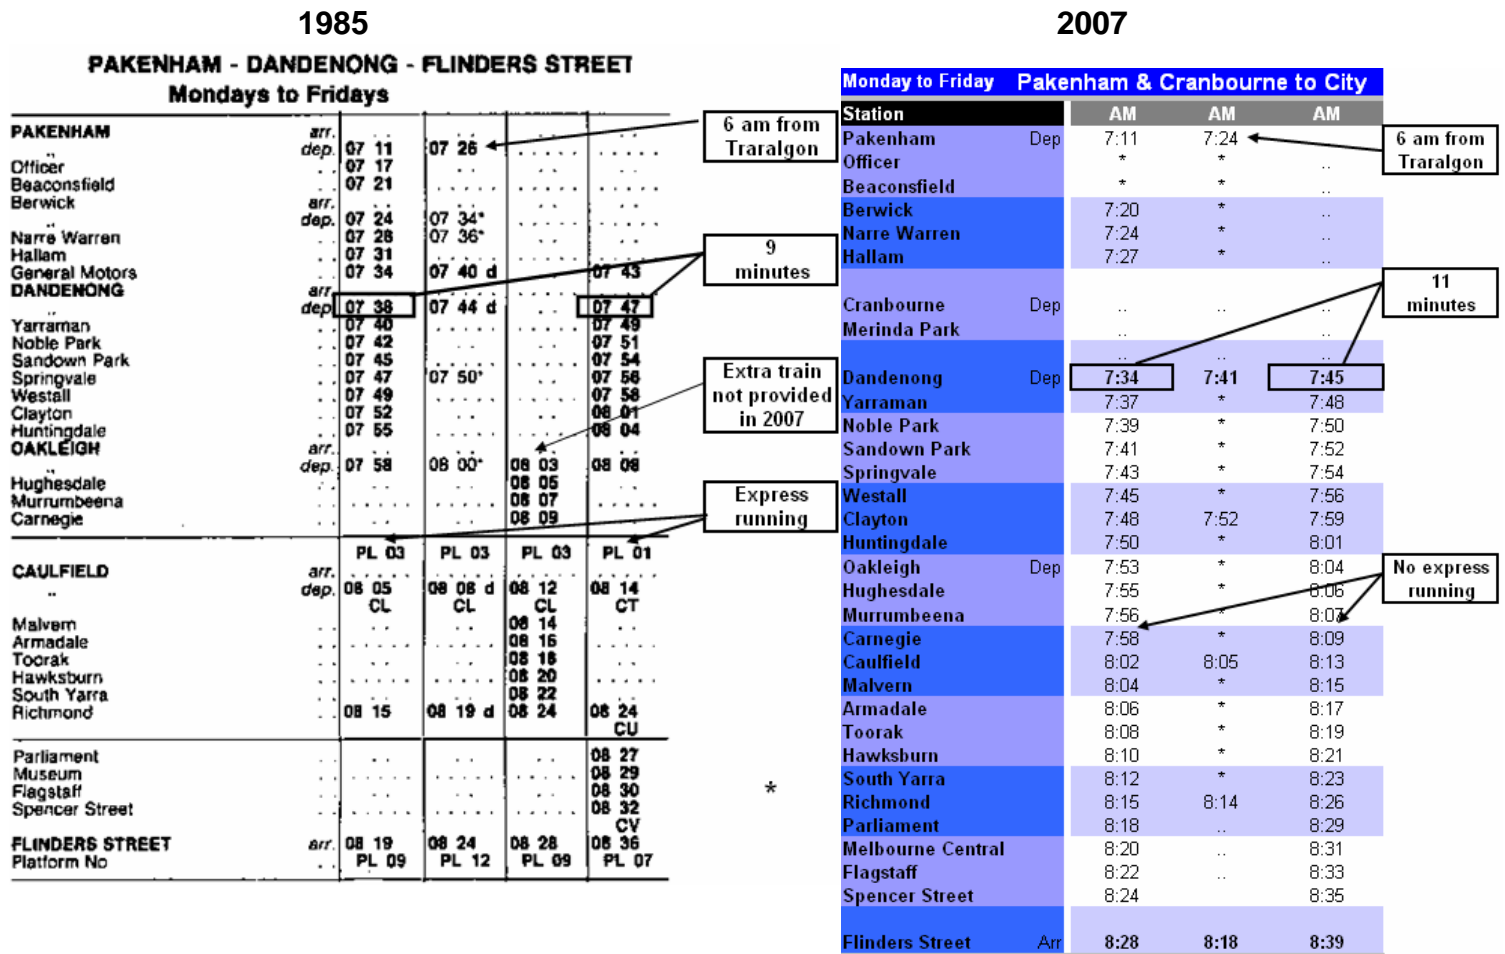 1985
PAKENHAM - DANDENONG - FLINDERS STREET
Mondays to Fridays
PAKENHAM arr. .. .. .. ..
,, dep. 07 11 07 26 .. ..
Officer .. 07 17 .. .. ..
Beaconsfield .. 07 21 .. .. ..
Berwick arr. .. .. .. ..
,, dep. 07 24 07 34* .. ..
Narre Warren .. 07 28 07 36* .. ..
Hallam .. 07 31 .. .. ..
General Motors .. 07 34 07 40 d .. 07 43
DANDENONG arr. .. .. .. ..
,, dep. 07 38 07 44 d .. 07 47
Yarraman .. 07 40 .. .. 07 49
Noble Park .. 07 42 .. .. 07 51
Sandown Park .. 07 45 .. .. 07 54
Springvale .. 07 47 07 50* .. 07 56
Westall .. 07 49 .. .. 07 58
Clayton .. 07 52 .. .. 08 01
Huntingdale .. 07 55 .. .. 08 04
OAKLEIGH arr. .. .. .. ..
,, dep. 07 58 08 00* 08 03 08 08
Hughesdale .. .. .. 08 05 ..
Murrumbeena .. .. .. 08 07 ..
Carnegie .. .. .. 08 09 ..
PL 03 PL 03 PL 03 PL 01
CAULFIELD arr. .. .. .. ..
,, dep. 08 05 08 08 d 08 12 08 14
CL CL CL CT
Malvern .. .. .. 08 14 ..
Armadale .. .. .. 08 16 ..
Toorak .. .. .. 08 18 ..
Hawksburn .. .. .. 08 20 ..
South Yarra .. .. .. 08 22 ..
Richmond .. 08 15 08 19 d 08 24 08 24
CU
Parliament .. .. .. .. 08 27
Museum .. .. .. .. 08 29
Flagstaff .. .. .. .. 08 30
Spencer Street .. .. .. .. 08 32
CV
FLINDERS STREET arr. 08 19 08 24 08 28 08 36
Platform No .. PL 09 PL 12 PL 09 PL 07
6 am from
Traralgon
9
minutes
Extra train
not provided
in 2007
Express
running
*
2007
Monday to Friday Pakenham & Cranbourne to City
Station AM AM AM
Pakenham Dep 7:11 7:24
Officer * * ..
Beaconsfield * * ..
Berwick 7:20 * ..
Narre Warren 7:24 * ..
Hallam 7:27 * ..
Cranbourne Dep .. .. ..
Merinda Park .. .. ..
.. .. ..
Dandenong Dep 7:34 7:41 7:45
Yarraman 7:37 * 7:48
Noble Park 7:39 * 7:50
Sandown Park 7:41 * 7:52
Springvale 7:43 * 7:54
Westall 7:45 * 7:56
Clayton 7:48 7:52 7:59
Huntingdale 7:50 * 8:01
Oakleigh Dep 7:53 * 8:04
Hughesdale 7:55 * 8:06
Murrumbeena 7:56 * 8:07
Carnegie 7:58 * 8:09
Caulfield 8:02 8:05 8:13
Malvern 8:04 * 8:15
Armadale 8:06 * 8:17
Toorak 8:08 * 8:19
Hawksburn 8:10 * 8:21
South Yarra 8:12 * 8:23
Richmond 8:15 8:14 8:26
Parliament 8:18 .. 8:29
Melbourne Central 8:20 .. 8:31
Flagstaff 8:22 .. 8:33
Spencer Street 8:24 8:35
Flinders Street Arr 8:28 8:18 8:39
6 am from
Traralgon
11
minutes
No express
running